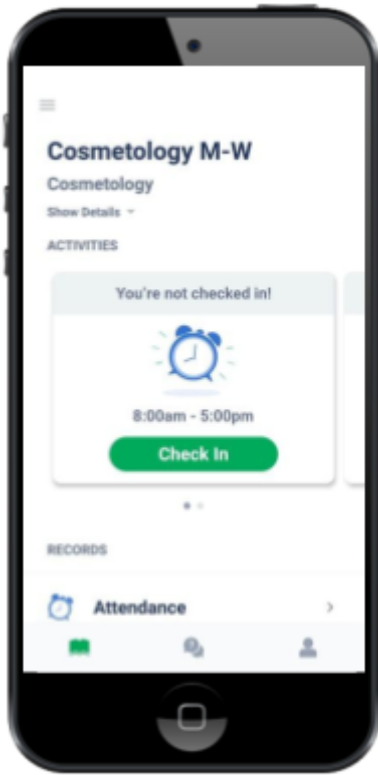 Cosmetology M-W
Cosmetology
Show Details
ACTIVITIES
You're not checked in!
8:00am - 5:00pm
Check In
RECORDS
Attendance